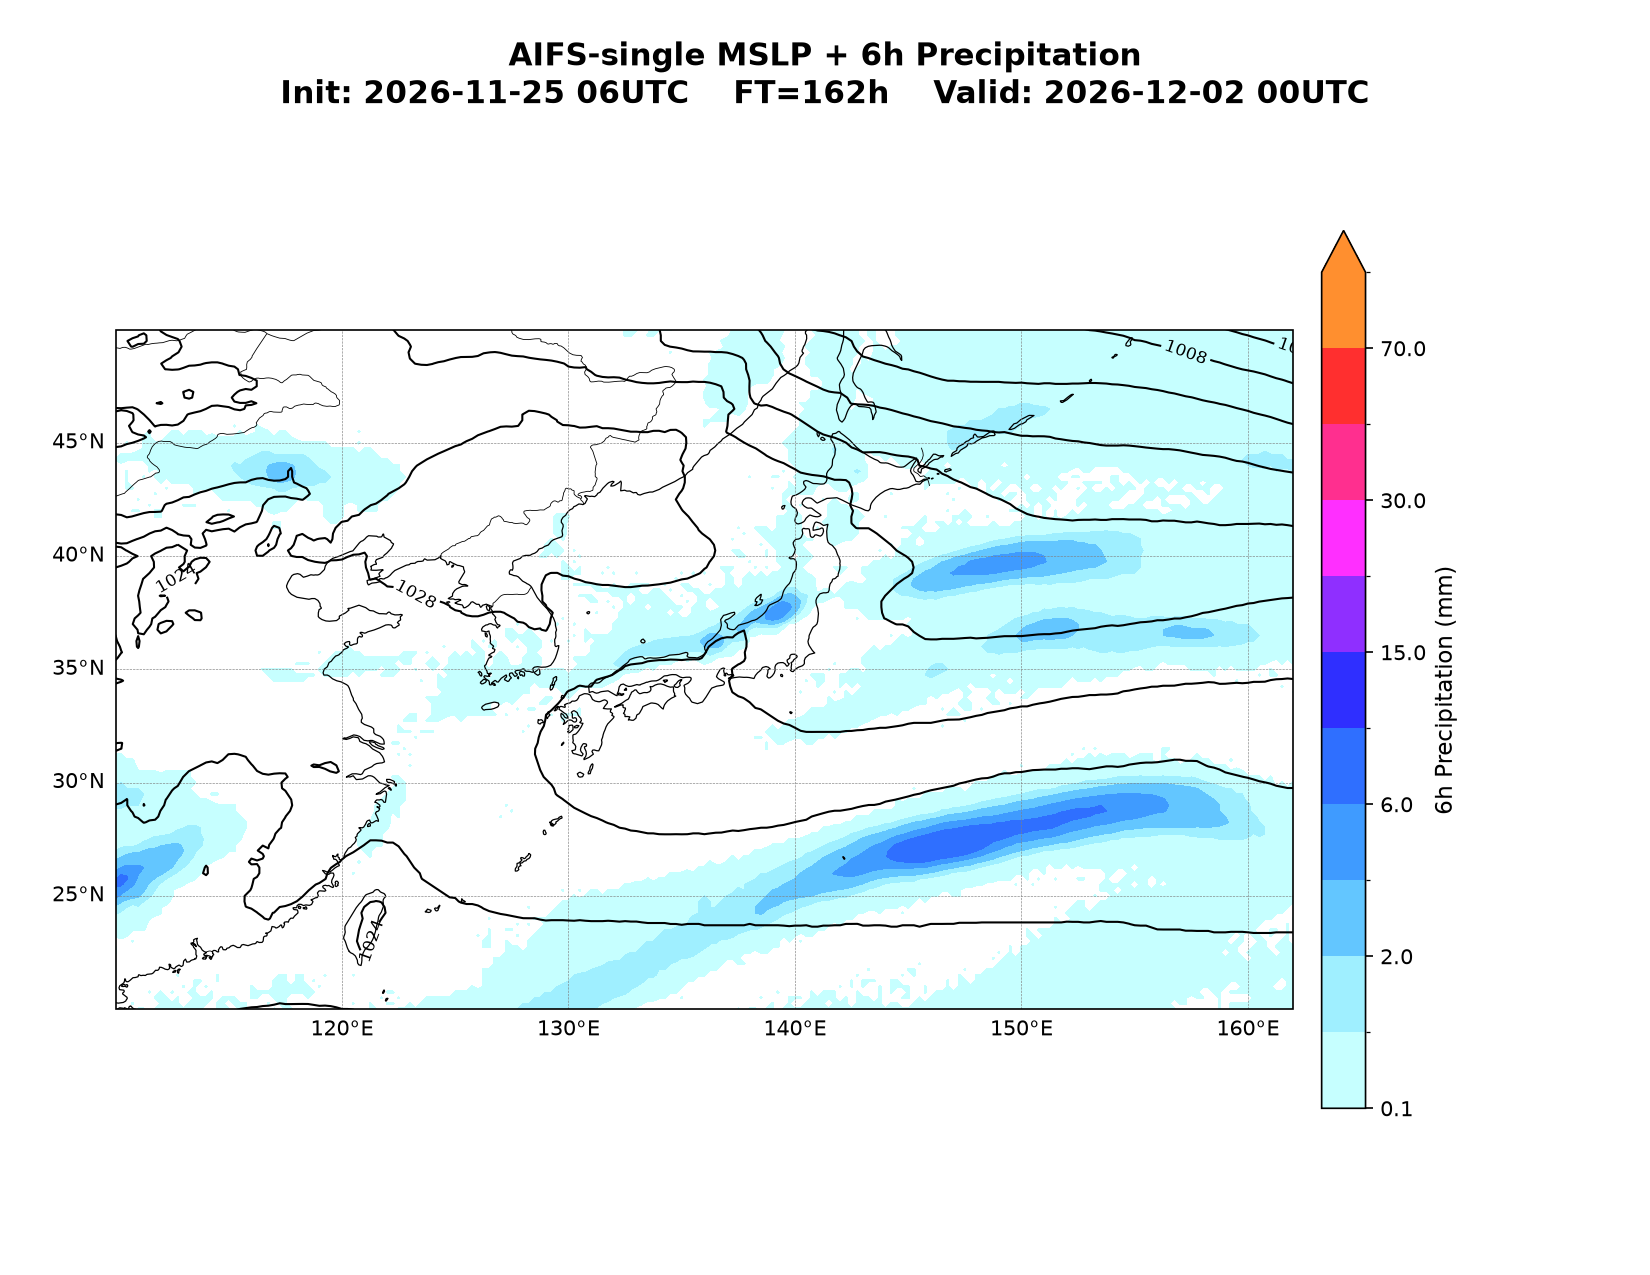 AIFS-single MSLP + 6h Precipitation
Init: 2026-11-25 06UTC    FT=162h    Valid: 2026-12-02 00UTC
1008
1024
1028
1024
45°N
40°N
35°N
30°N
25°N
120°E
130°E
140°E
150°E
160°E
70.0
30.0
15.0
6.0
2.0
0.1
6h Precipitation (mm)